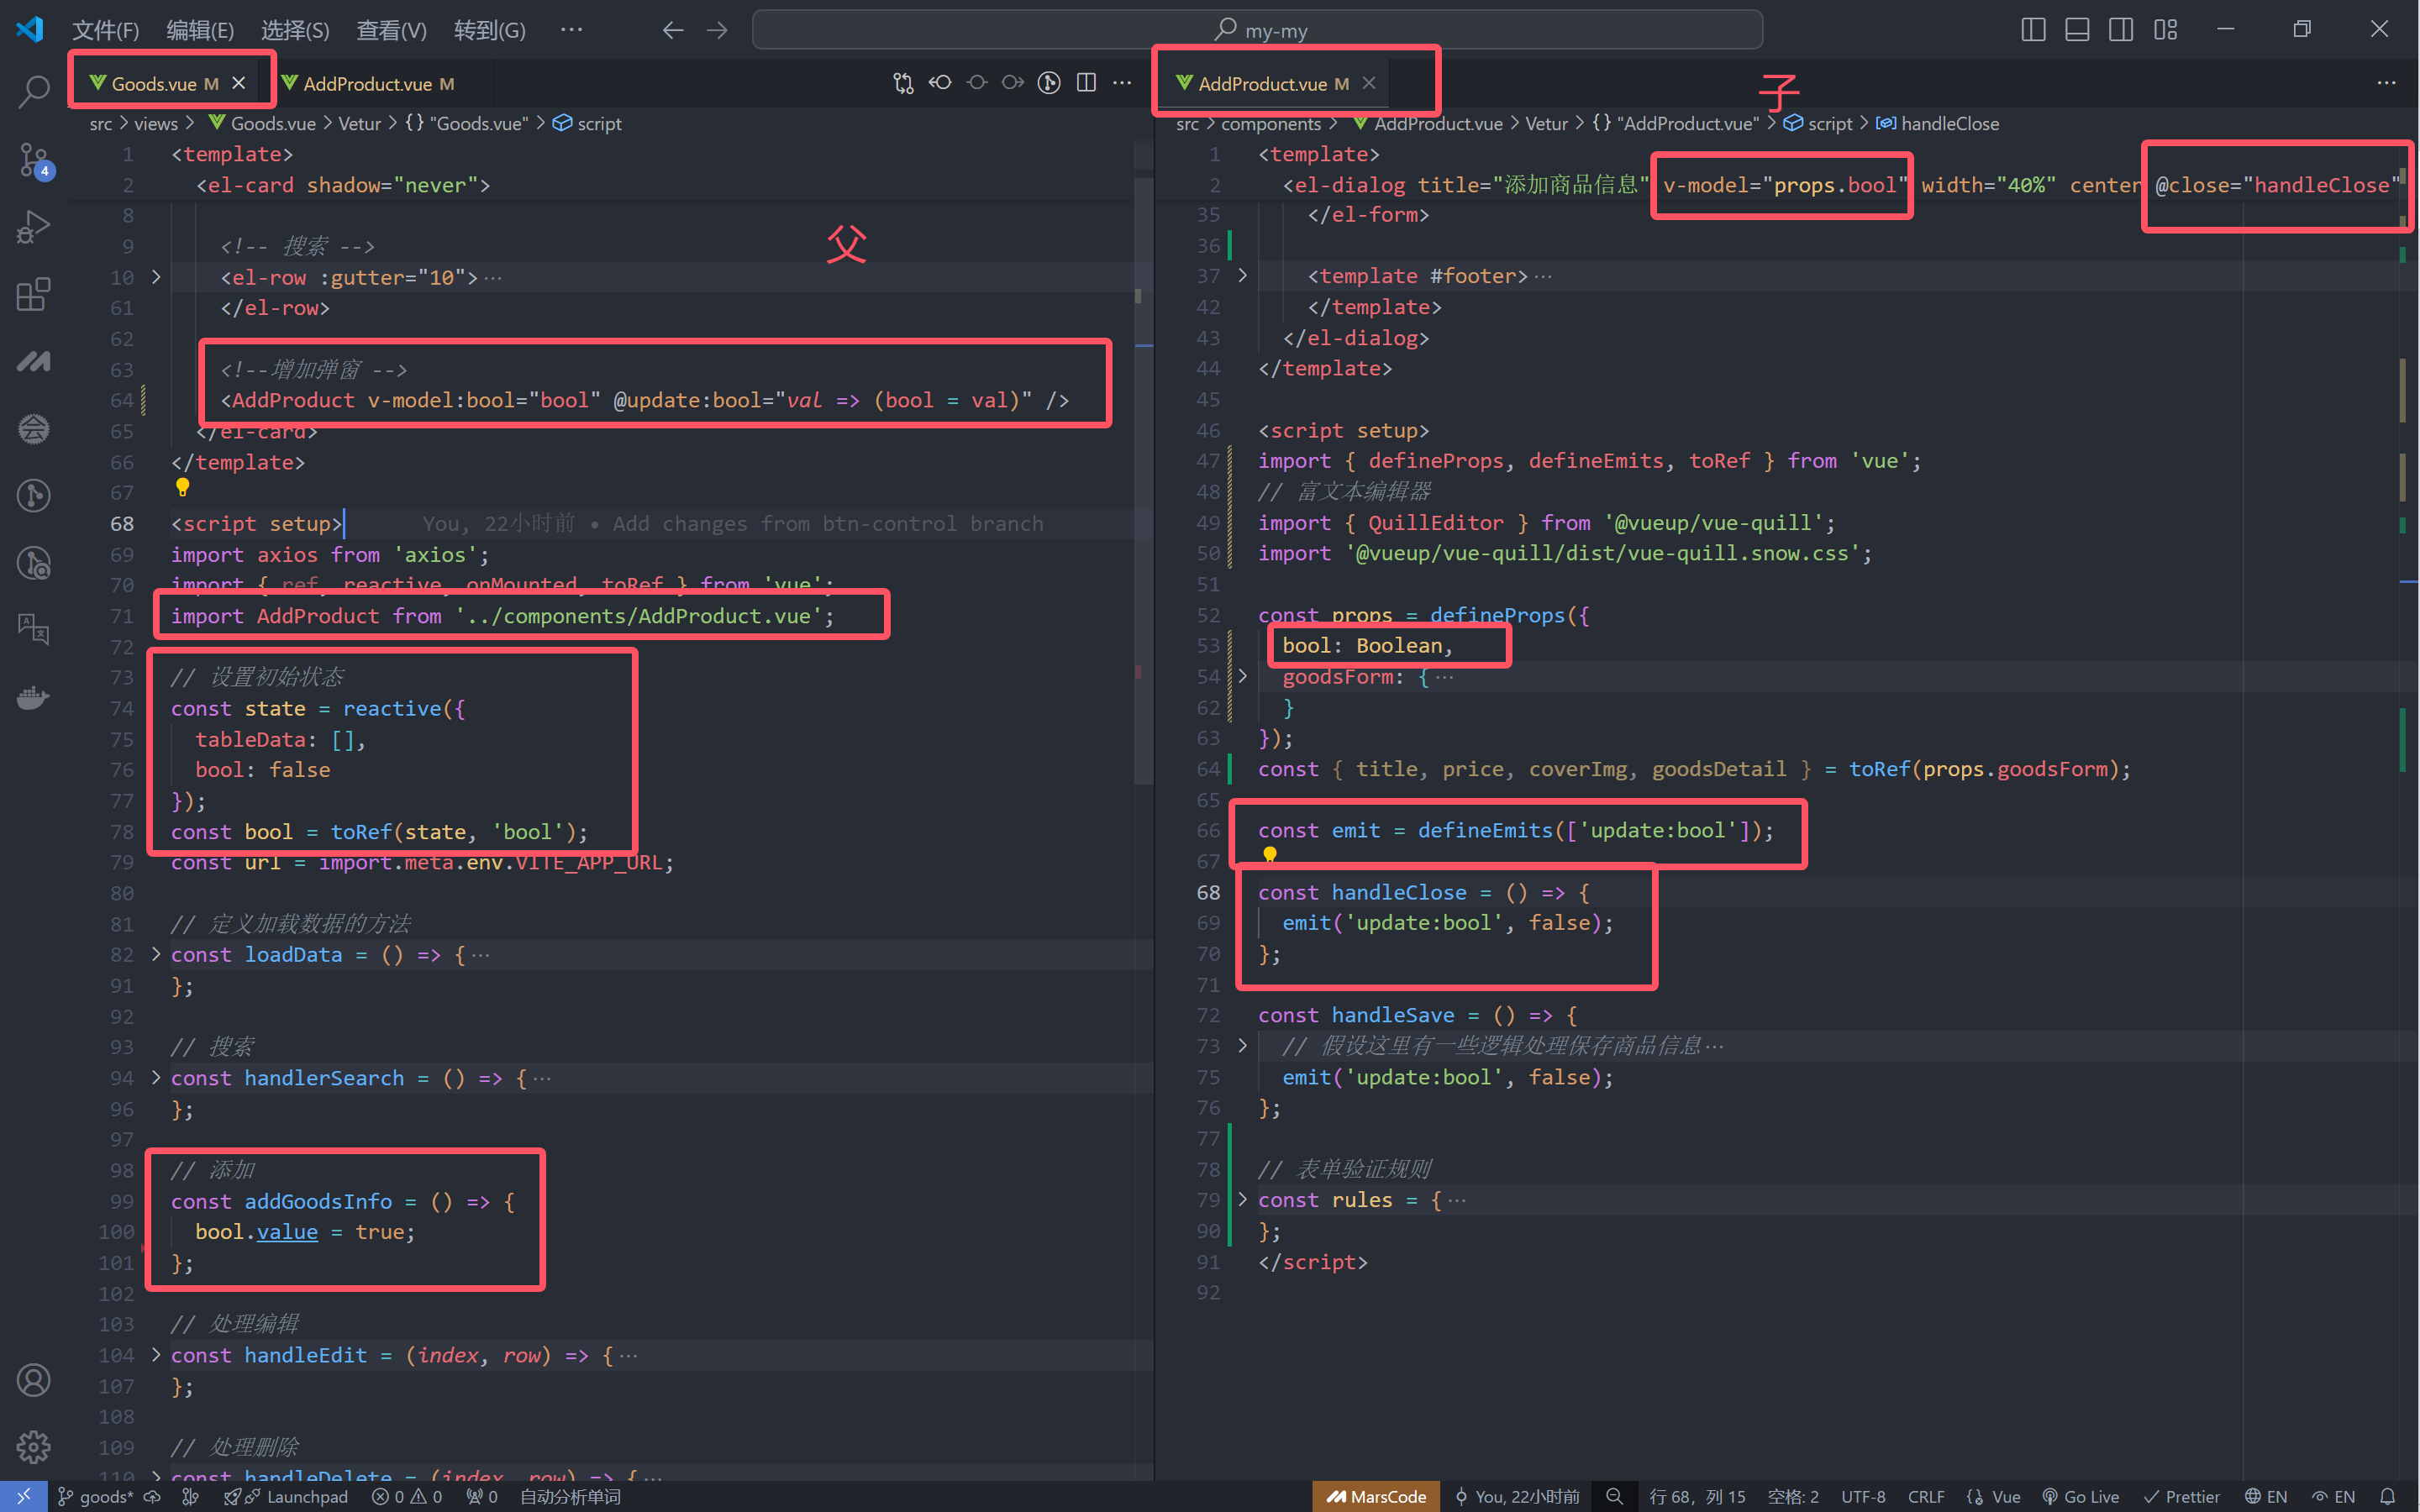 文件(F) 编辑(E) 选择(S) 查看(V) 转到(G) ··· my-my
Goods.vue M AddProduct.vue M
src > views > Goods.vue > Vetur > {} "Goods.vue" > script
1 <template>
2 <el-card shadow="never">
8
9 <!-- 搜索 -->
10 <el-row :gutter="10">···
61 </el-row>
62
63 <!--增加弹窗 -->
64 <AddProduct v-model:bool="bool" @update:bool="val => (bool = val)" />
65 </el-card>
66 </template>
67
68 <script setup> You, 22小时前 • Add changes from btn-control branch
69 import axios from 'axios';
70 import { ref, reactive, onMounted, toRef } from 'vue';
71 import AddProduct from '../components/AddProduct.vue';
72
73 // 设置初始状态
74 const state = reactive({
75 tableData: [],
76 bool: false
77 });
78 const bool = toRef(state, 'bool');
79 const url = import.meta.env.VITE_APP_URL;
80
81 // 定义加载数据的方法
82 const loadData = () => {···
91 };
92
93 // 搜索
94 const handlerSearch = () => {···
96 };
97
98 // 添加
99 const addGoodsInfo = () => {
100 bool.value = true;
101 };
102
103 // 处理编辑
104 const handleEdit = (index, row) => {···
107 };
108
109 // 处理删除
110 const handleDelete = (index, row) => {···
父
AddProduct.vue M
子
src > components > AddProduct.vue > Vetur > {} "AddProduct.vue" > script > handleClose
1 <template>
2 <el-dialog title="添加商品信息" v-model="props.bool" width="40%" center @close="handleClose"
35 </el-form>
36
37 <template #footer>···
42 </template>
43 </el-dialog>
44 </template>
45
46 <script setup>
47 import { defineProps, defineEmits, toRef } from 'vue';
48 // 富文本编辑器
49 import { QuillEditor } from '@vueup/vue-quill';
50 import '@vueup/vue-quill/dist/vue-quill.snow.css';
51
52 const props = defineProps({
53 bool: Boolean,
54 goodsForm: {···
62 }
63 });
64 const { title, price, coverImg, goodsDetail } = toRef(props.goodsForm);
65
66 const emit = defineEmits(['update:bool']);
67
68 const handleClose = () => {
69 emit('update:bool', false);
70 };
71
72 const handleSave = () => {
73 // 假设这里有一些逻辑处理保存商品信息···
75 emit('update:bool', false);
76 };
77
78 // 表单验证规则
79 const rules = {···
90 };
91 </script>
92
4
goods* Launchpad 0 0 0 自动分析单词 MarsCode You, 22小时前 行 68，列 15 空格: 2 UTF-8 CRLF Vue Go Live Prettier EN EN